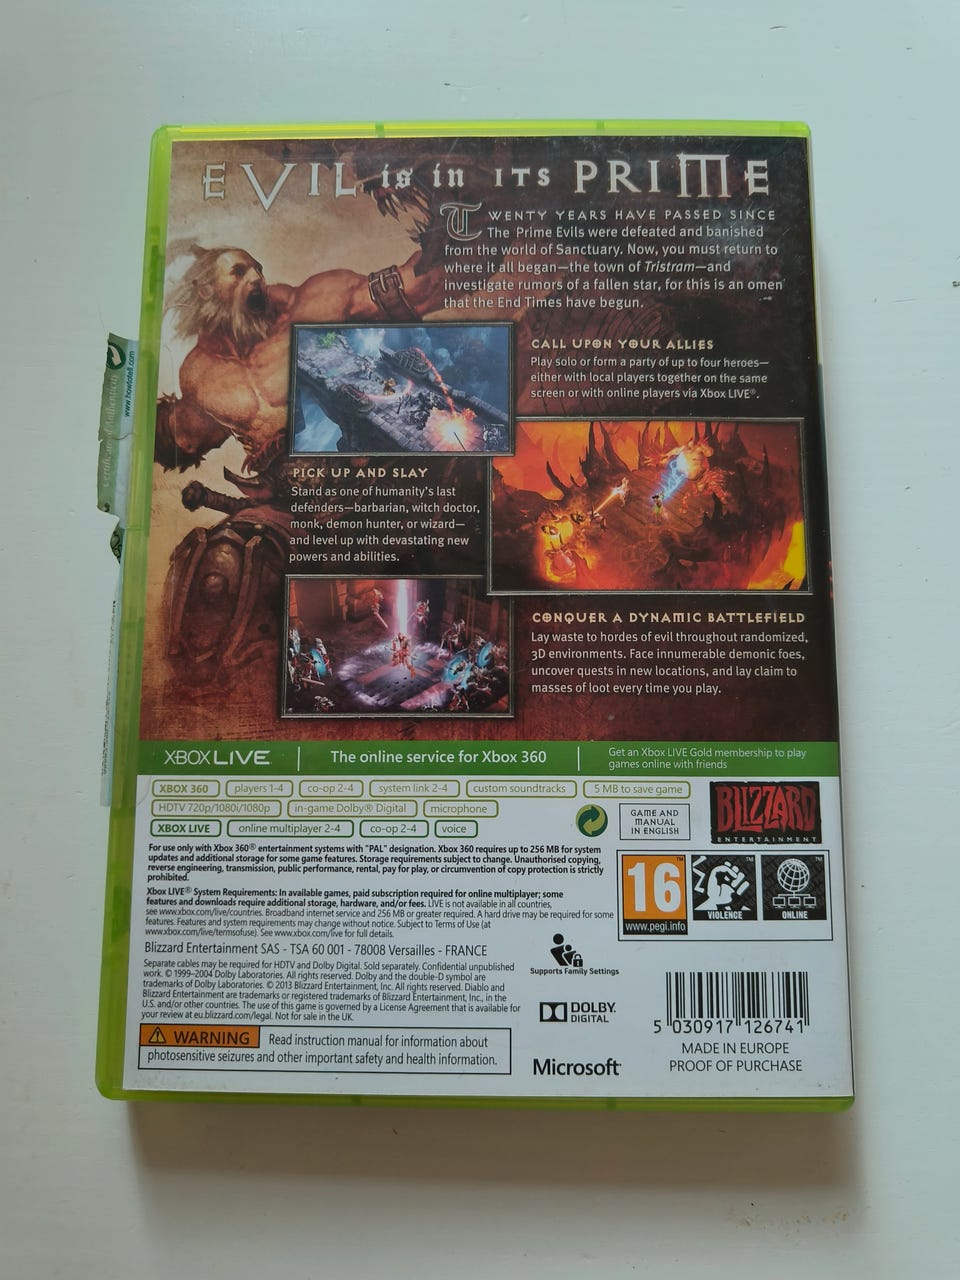 EVIL is in ITS PRIME
TWENTY YEARS HAVE PASSED SINCE
The Prime Evils were defeated and banished
from the world of Sanctuary. Now, you must return to
where it all began—the town of Tristram—and
investigate rumors of a fallen star, for this is an omen
that the End Times have begun.
CALL UPON YOUR ALLIES
Play solo or form a party of up to four heroes—
either with local players together on the same
screen or with online players via Xbox LIVE®.
PICK UP AND SLAY
Stand as one of humanity's last
defenders—barbarian, witch doctor,
monk, demon hunter, or wizard—
and level up with devastating new
powers and abilities.
CONQUER A DYNAMIC BATTLEFIELD
Lay waste to hordes of evil throughout randomized,
3D environments. Face innumerable demonic foes,
uncover quests in new locations, and lay claim to
masses of loot every time you play.
www.howtotell.com
XBOX LIVE
The online service for Xbox 360
Get an Xbox LIVE Gold membership to play
games online with friends
XBOX 360 players 1-4 co-op 2-4 system link 2-4 custom soundtracks 5 MB to save game
HDTV 720p/1080i/1080p in-game Dolby® Digital microphone
XBOX LIVE online multiplayer 2-4 co-op 2-4 voice
GAME AND
MANUAL
IN ENGLISH
BLIZZARD
ENTERTAINMENT
For use only with Xbox 360® entertainment systems with "PAL" designation. Xbox 360 requires up to 256 MB for system
updates and additional storage for some game features. Storage requirements subject to change. Unauthorised copying,
reverse engineering, transmission, public performance, rental, pay for play, or circumvention of copy protection is strictly
prohibited.
Xbox LIVE® System Requirements: In available games, paid subscription required for online multiplayer; some
features and downloads require additional storage, hardware, and/or fees. LIVE is not available in all countries,
see www.xbox.com/live/countries. Broadband internet service and 256 MB or greater required. A hard drive may be required for some
features. Features and system requirements may change without notice. Subject to Terms of Use (at
www.xbox.com/live/termsofuse). See www.xbox.com/live for full details.
16 ™
www.pegi.info
VIOLENCE ™
ONLINE ™
Blizzard Entertainment SAS - TSA 60 001 - 78008 Versailles - FRANCE
Separate cables may be required for HDTV and Dolby Digital. Sold separately. Confidential unpublished
work. © 1999–2004 Dolby Laboratories. All rights reserved. Dolby and the double-D symbol are
trademarks of Dolby Laboratories. © 2013 Blizzard Entertainment, Inc. All rights reserved. Diablo and
Blizzard Entertainment are trademarks or registered trademarks of Blizzard Entertainment, Inc., in the
U.S. and/or other countries. The use of this game is governed by a License Agreement that is available for
your review at eu.blizzard.com/legal. Not for sale in the UK.
Supports Family Settings
DOLBY
DIGITAL
Microsoft®
WARNING Read instruction manual for information about
photosensitive seizures and other important safety and health information.
5 030917 126741
MADE IN EUROPE
PROOF OF PURCHASE